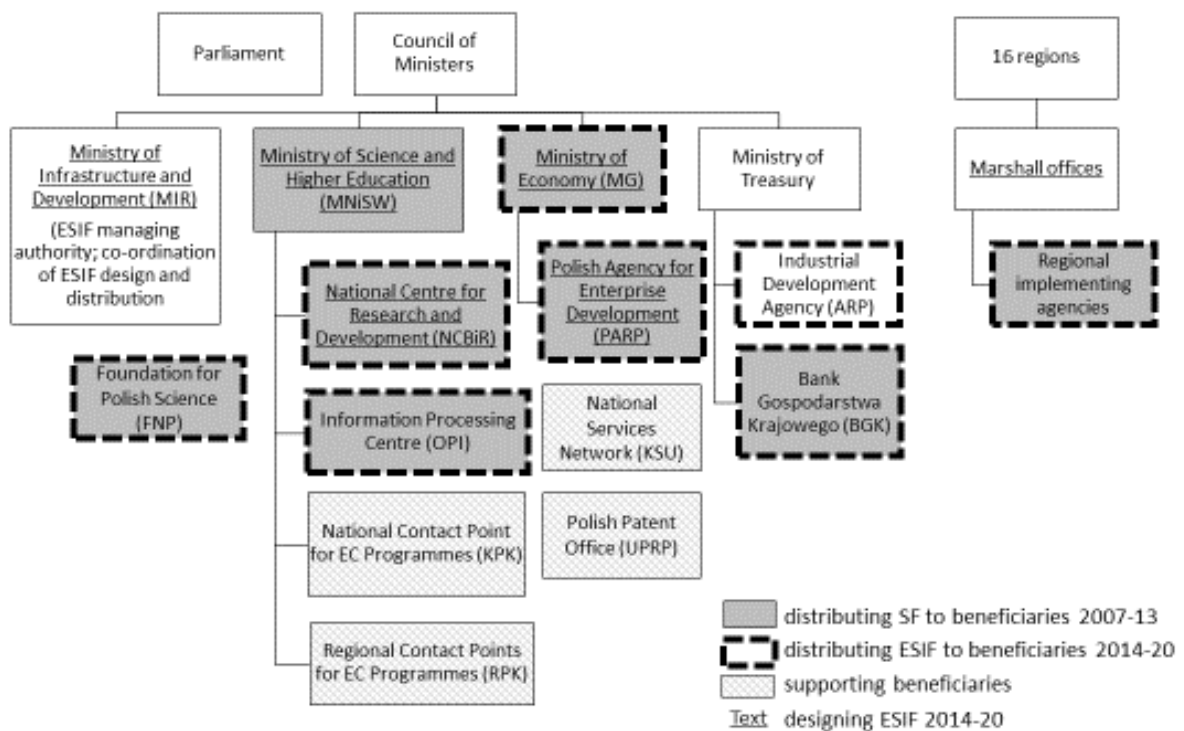 Parliament
Council of
Ministers
16 regions
Ministry of
Infrastructure and
Development (MIR)
(ESIF managing
authority; co-ordination
of ESIF design and
distribution
Ministry of Science and
Higher Education
(MNiSW)
Ministry of
Economy (MG)
Ministry of
Treasury
Marshall offices
National Centre for
Research and
Development (NCBiR)
Polish Agency for
Enterprise
Development
(PARP)
Industrial
Development
Agency (ARP)
Regional
implementing
agencies
Foundation for
Polish Science
(FNP)
Information Processing
Centre (OPI)
National
Services
Network (KSU)
Bank
Gospodarstwa
Krajowego (BGK)
National Contact Point
for EC Programmes (KPK)
Polish Patent
Office (UPRP)
Regional Contact Points
for EC Programmes (RPK)
distributing SF to beneficiaries 2007-13
distributing ESIF to beneficiaries 2014-20
supporting beneficiaries
Text designing ESIF 2014-20